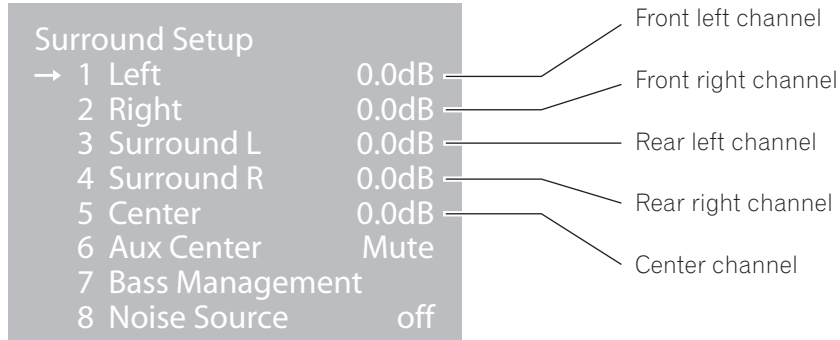 Surround Setup
→ 1 Left 0.0dB
2 Right 0.0dB
3 Surround L 0.0dB
4 Surround R 0.0dB
5 Center 0.0dB
6 Aux Center Mute
7 Bass Management
8 Noise Source off
Front left channel
Front right channel
Rear left channel
Rear right channel
Center channel